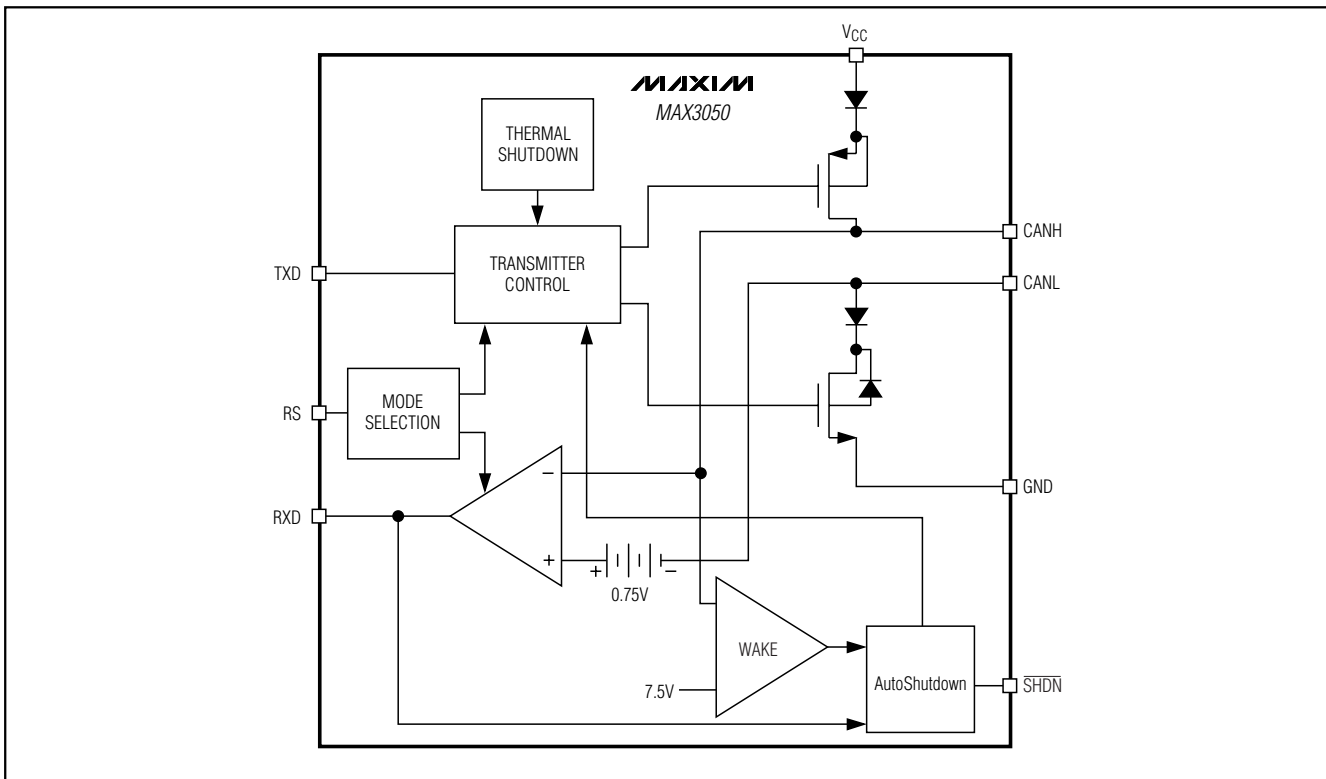 VCC
MAXIM
MAX3050
THERMAL
SHUTDOWN
TRANSMITTER
CONTROL
TXD
CANH
CANL
MODE
SELECTION
RS
−
GND
RXD
+
+
−
0.75V
WAKE
7.5V
AutoShutdown
SHDN